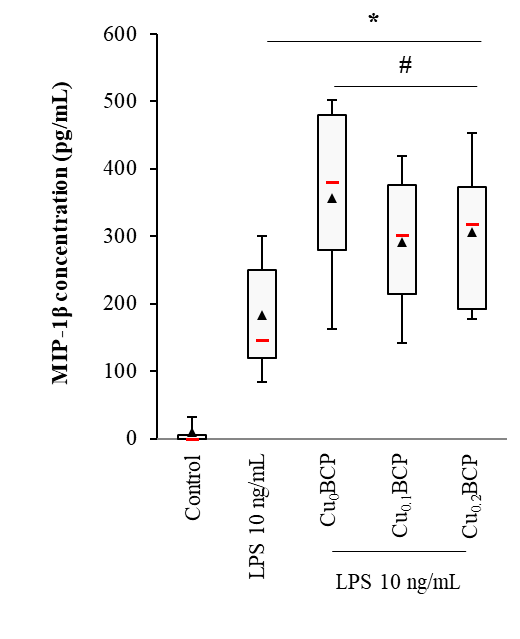 600
*
#
500
400
300
200
100
0
MIP-1β concentration (pg/mL)
Control
LPS 10 ng/mL
Cu₀BCP
Cu₀.₁BCP
Cu₀.₂BCP
LPS 10 ng/mL